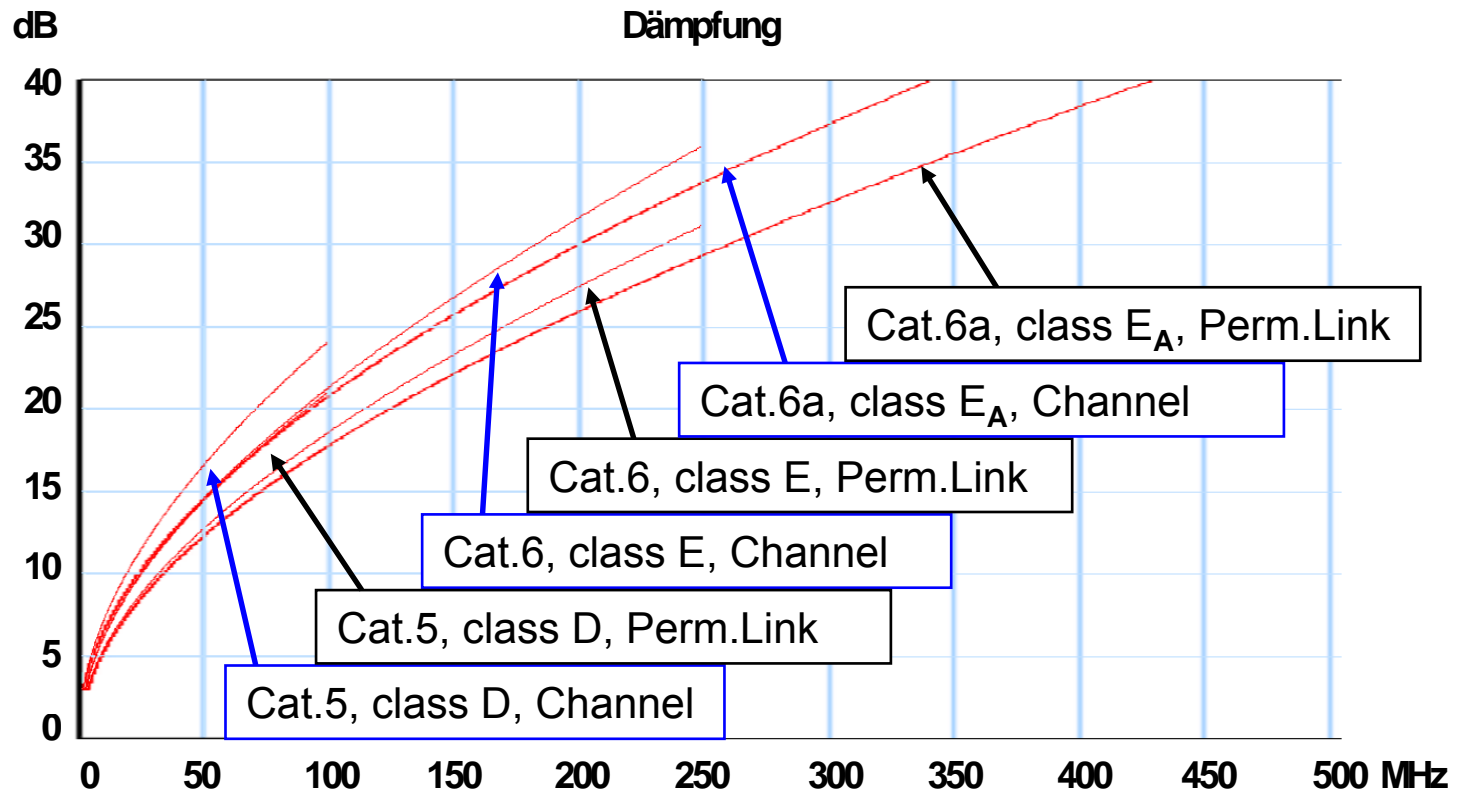 dB
Dämpfung
40
35
30
25
20
15
10
5
0
Cat.6a, class E_A, Perm.Link
Cat.6a, class E_A, Channel
Cat.6, class E, Perm.Link
Cat.6, class E, Channel
Cat.5, class D, Perm.Link
Cat.5, class D, Channel
0 50 100 150 200 250 300 350 400 450 500 MHz